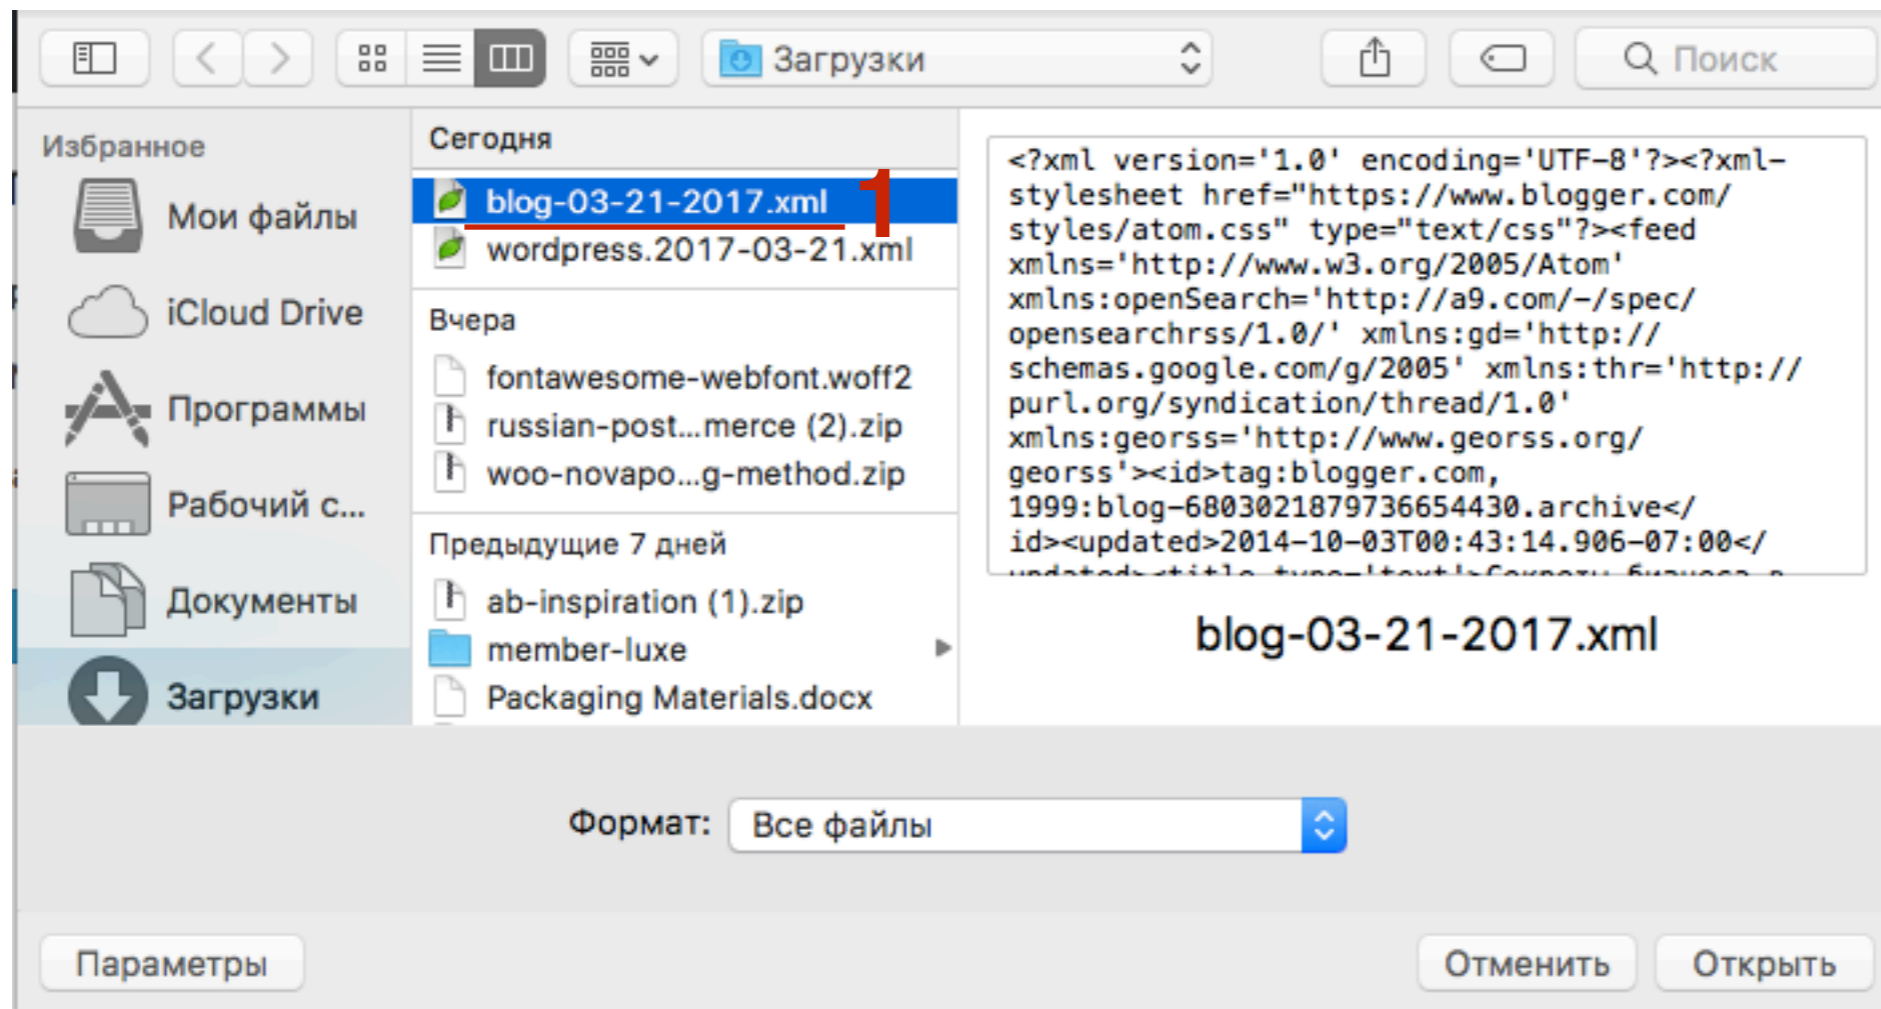 Загрузки
Поиск
Избранное
Мои файлы
iCloud Drive
Программы
Рабочий с...
Документы
Загрузки
Сегодня
blog-03-21-2017.xml 1
wordpress.2017-03-21.xml
Вчера
fontawesome-webfont.woff2
russian-post...merce (2).zip
woo-novapo...g-method.zip
Предыдущие 7 дней
ab-inspiration (1).zip
member-luxe
Packaging Materials.docx
<?xml version='1.0' encoding='UTF-8'?><?xml-
stylesheet href="https://www.blogger.com/
styles/atom.css" type="text/css"?><feed
xmlns='http://www.w3.org/2005/Atom'
xmlns:openSearch='http://a9.com/-/spec/
opensearchrss/1.0/' xmlns:gd='http://
schemas.google.com/g/2005' xmlns:thr='http://
purl.org/syndication/thread/1.0'
xmlns:georss='http://www.georss.org/
georss'><id>tag:blogger.com,
1999:blog-6803021879736654430.archive</
id><updated>2014-10-03T00:43:14.906-07:00</
updated><title type='text'>Секреты бизнеса в
blog-03-21-2017.xml
Формат: Все файлы
Параметры
Отменить
Открыть